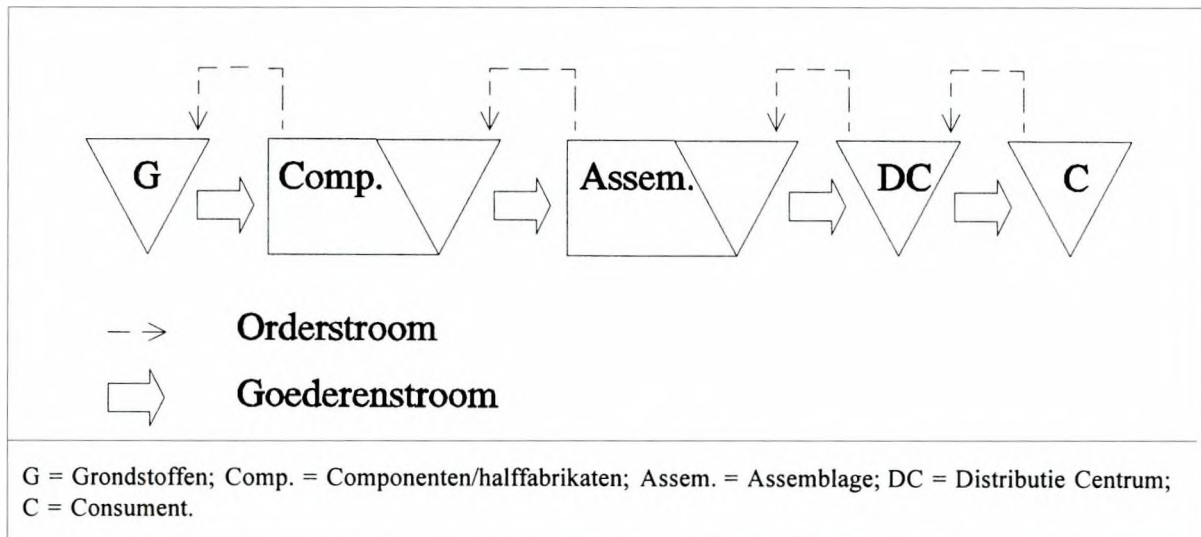 G Comp. Assem. DC C
Orderstroom
Goederenstroom
G = Grondstoffen; Comp. = Componenten/halffabrikaten; Assem. = Assemblage; DC = Distributie Centrum;
C = Consument.